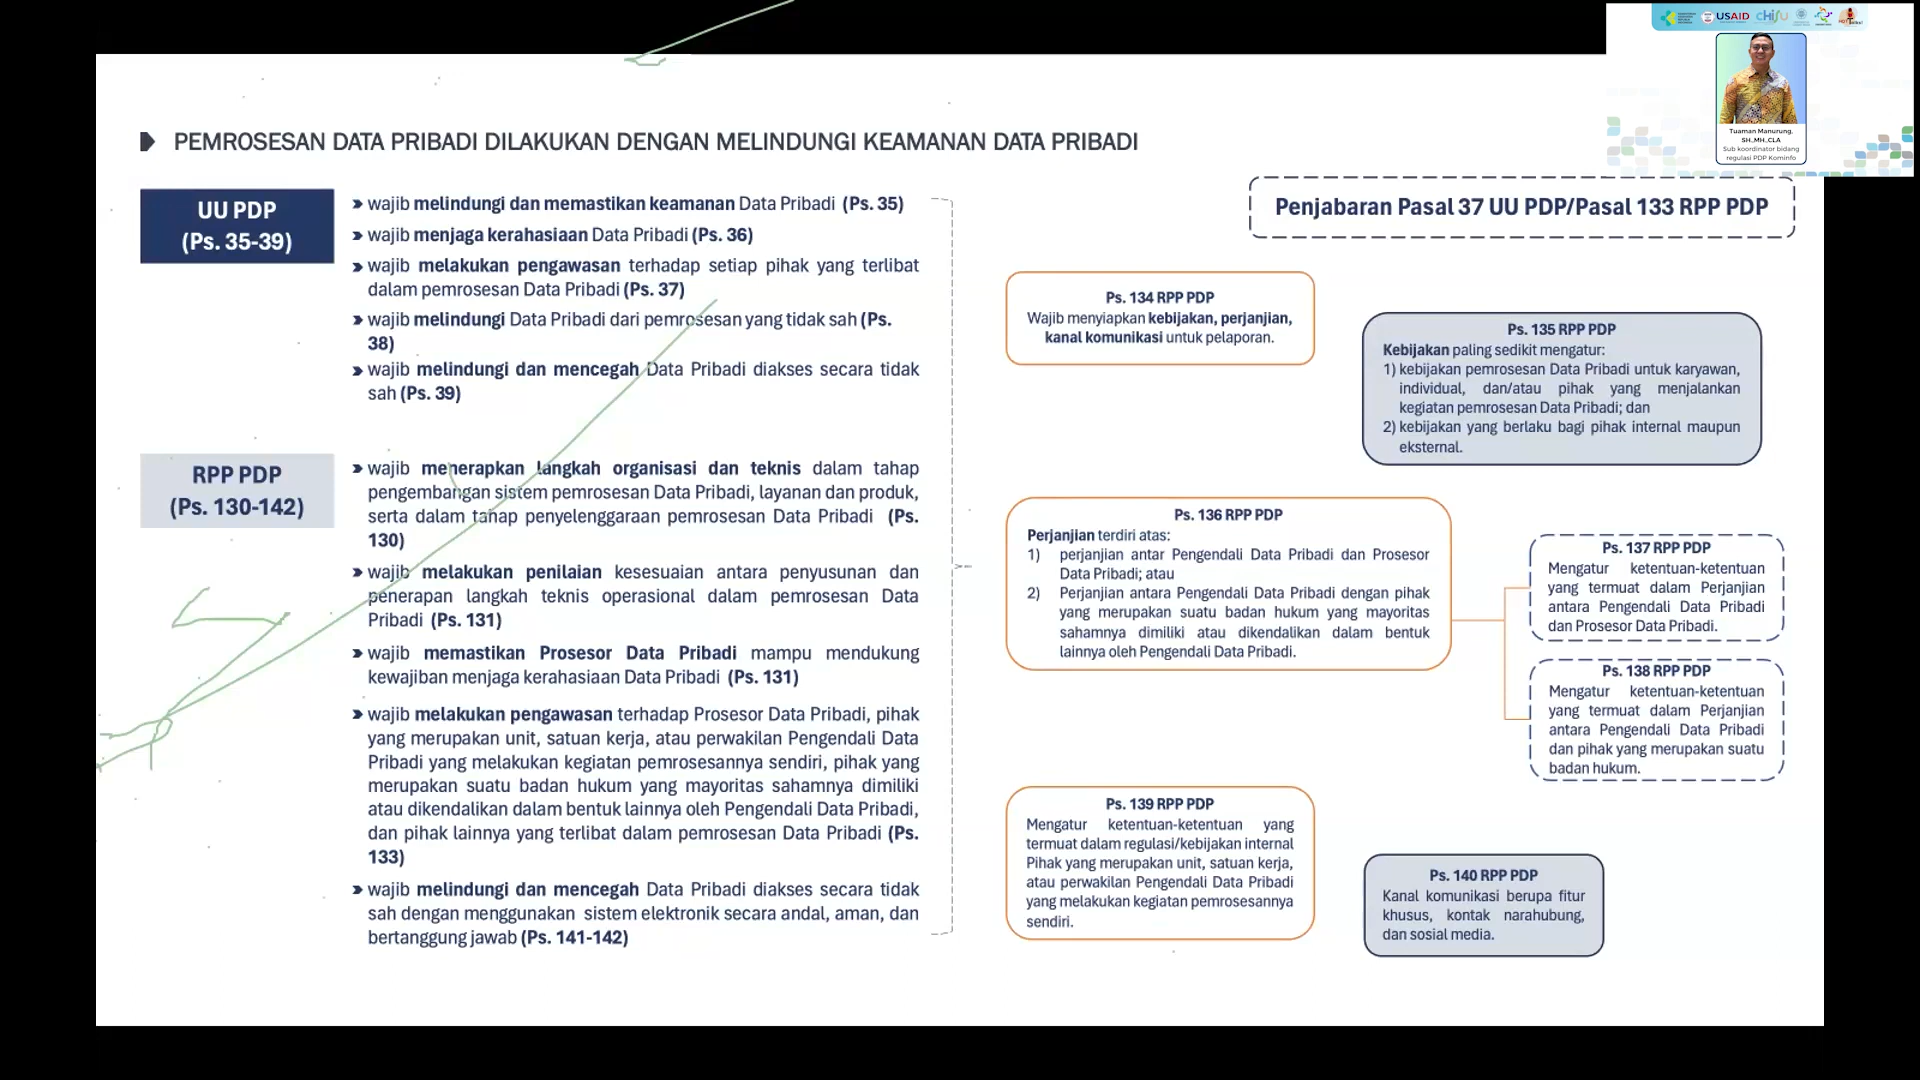 USAID CHISU
Tuaman Manurung,
SH.,MH.,CLA
Sub koordinator bidang
regulasi PDP Kominfo
PEMROSESAN DATA PRIBADI DILAKUKAN DENGAN MELINDUNGI KEAMANAN DATA PRIBADI
UU PDP
(Ps. 35-39)
wajib melindungi dan memastikan keamanan Data Pribadi (Ps. 35)
wajib menjaga kerahasiaan Data Pribadi (Ps. 36)
wajib melakukan pengawasan terhadap setiap pihak yang terlibat
dalam pemrosesan Data Pribadi (Ps. 37)
wajib melindungi Data Pribadi dari pemrosesan yang tidak sah (Ps.
38)
wajib melindungi dan mencegah Data Pribadi diakses secara tidak
sah (Ps. 39)
RPP PDP
(Ps. 130-142)
wajib menerapkan langkah organisasi dan teknis dalam tahap
pengembangan sistem pemrosesan Data Pribadi, layanan dan produk,
serta dalam tahap penyelenggaraan pemrosesan Data Pribadi (Ps.
130)
wajib melakukan penilaian kesesuaian antara penyusunan dan
penerapan langkah teknis operasional dalam pemrosesan Data
Pribadi (Ps. 131)
wajib memastikan Prosesor Data Pribadi mampu mendukung
kewajiban menjaga kerahasiaan Data Pribadi (Ps. 131)
wajib melakukan pengawasan terhadap Prosesor Data Pribadi, pihak
yang merupakan unit, satuan kerja, atau perwakilan Pengendali Data
Pribadi yang melakukan kegiatan pemrosesannya sendiri, pihak yang
merupakan suatu badan hukum yang mayoritas sahamnya dimiliki
atau dikendalikan dalam bentuk lainnya oleh Pengendali Data Pribadi,
dan pihak lainnya yang terlibat dalam pemrosesan Data Pribadi (Ps.
133)
wajib melindungi dan mencegah Data Pribadi diakses secara tidak
sah dengan menggunakan sistem elektronik secara andal, aman, dan
bertanggung jawab (Ps. 141-142)
Penjabaran Pasal 37 UU PDP/Pasal 133 RPP PDP
Ps. 134 RPP PDP
Wajib menyiapkan kebijakan, perjanjian,
kanal komunikasi untuk pelaporan.
Ps. 135 RPP PDP
Kebijakan paling sedikit mengatur:
1) kebijakan pemrosesan Data Pribadi untuk karyawan,
individual, dan/atau pihak yang menjalankan
kegiatan pemrosesan Data Pribadi; dan
2) kebijakan yang berlaku bagi pihak internal maupun
eksternal.
Ps. 136 RPP PDP
Perjanjian terdiri atas:
1) perjanjian antar Pengendali Data Pribadi dan Prosesor
Data Pribadi; atau
2) Perjanjian antara Pengendali Data Pribadi dengan pihak
yang merupakan suatu badan hukum yang mayoritas
sahamnya dimiliki atau dikendalikan dalam bentuk
lainnya oleh Pengendali Data Pribadi.
Ps. 137 RPP PDP
Mengatur ketentuan-ketentuan
yang termuat dalam Perjanjian
antara Pengendali Data Pribadi
dan Prosesor Data Pribadi.
Ps. 138 RPP PDP
Mengatur ketentuan-ketentuan
yang termuat dalam Perjanjian
antara Pengendali Data Pribadi
dan pihak yang merupakan suatu
badan hukum.
Ps. 139 RPP PDP
Mengatur ketentuan-ketentuan yang
termuat dalam regulasi/kebijakan internal
Pihak yang merupakan unit, satuan kerja,
atau perwakilan Pengendali Data Pribadi
yang melakukan kegiatan pemrosesannya
sendiri.
Ps. 140 RPP PDP
Kanal komunikasi berupa fitur
khusus, kontak narahubung,
dan sosial media.